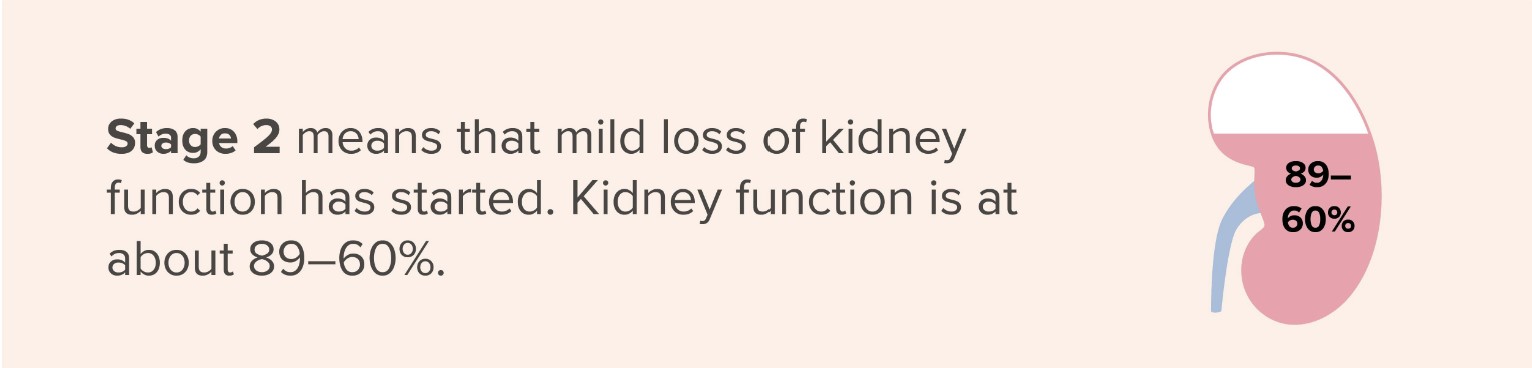 Stage 2 means that mild loss of kidney
function has started. Kidney function is at
about 89–60%.
89–
60%